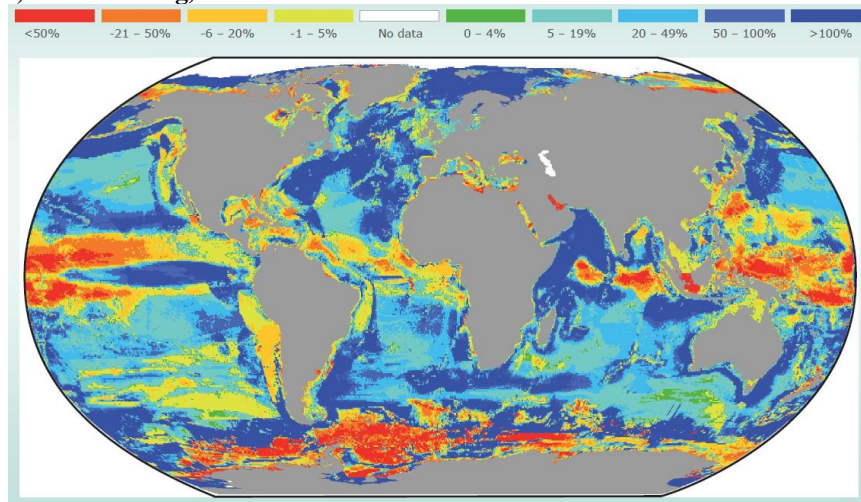 <50% -21 – 50% -6 – 20% -1 – 5% No data 0 – 4% 5 – 19% 20 – 49% 50 – 100% >100%